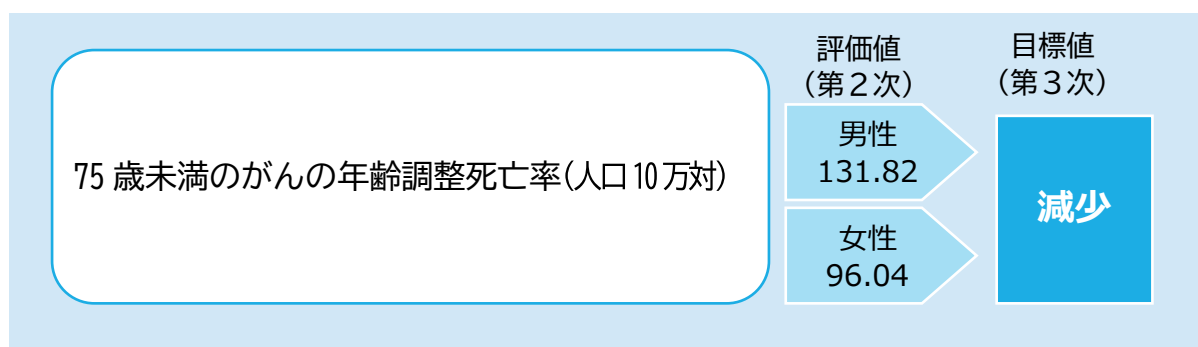 評価値
（第２次）
目標値
（第３次）
75 歳未満のがんの年齢調整死亡率（人口10万対）
男性
131.82
女性
96.04
減少